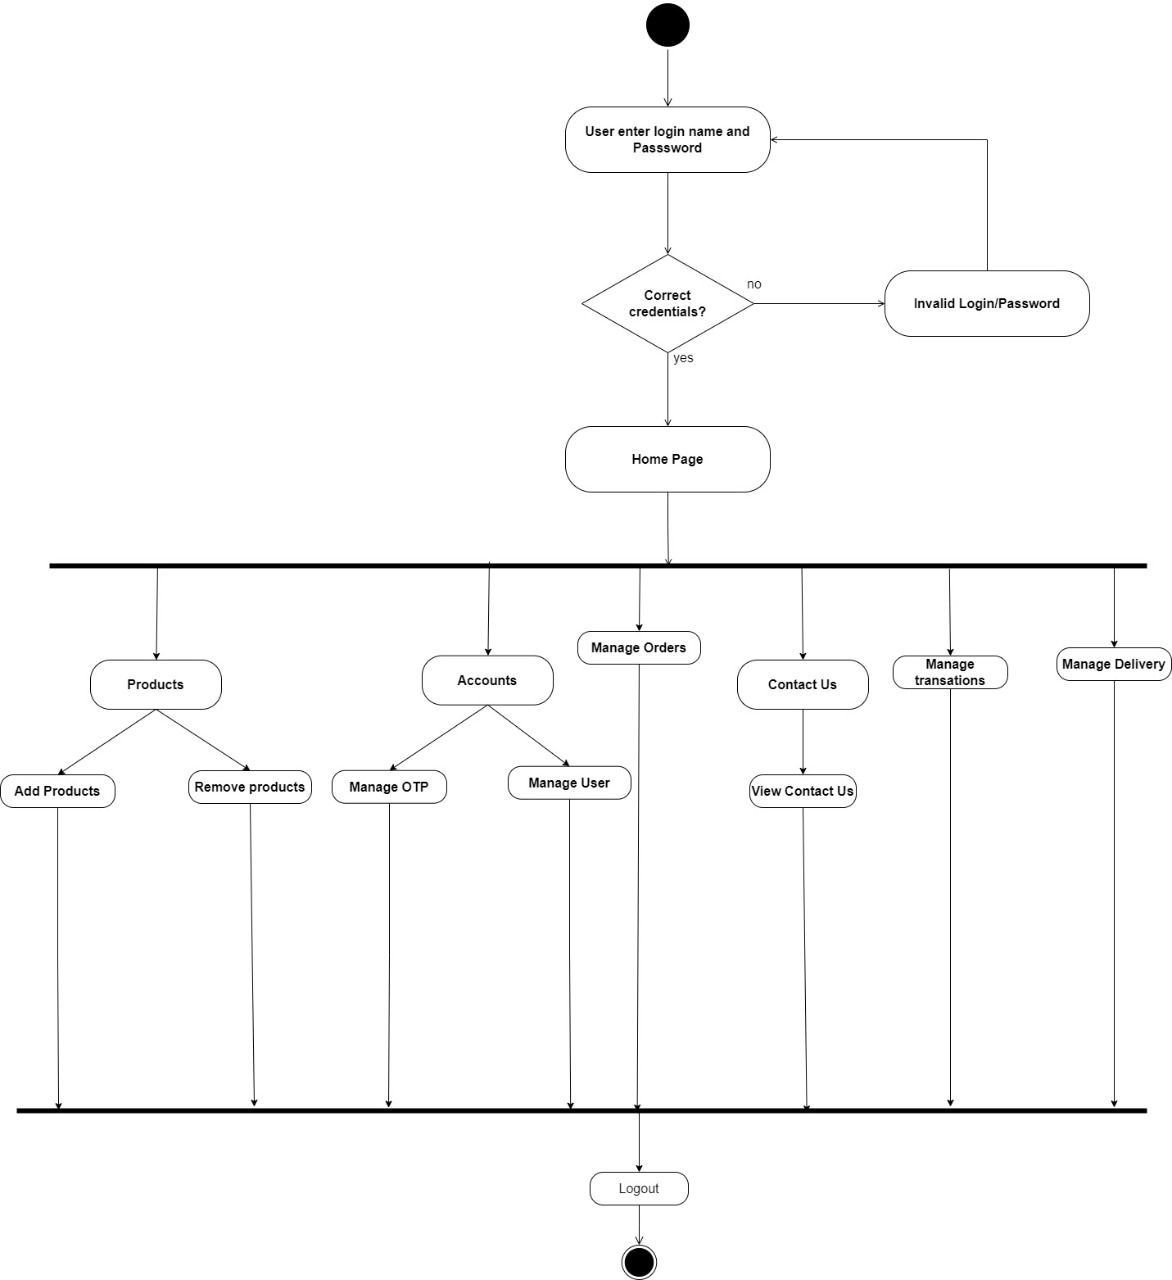 User enter login name and
Passsword
Correct
credentials?
no
Invalid Login/Password
yes
Home Page
Products
Accounts
Manage Orders
Contact Us
Manage
transations
Manage Delivery
Add Products
Remove products
Manage OTP
Manage User
View Contact Us
Logout